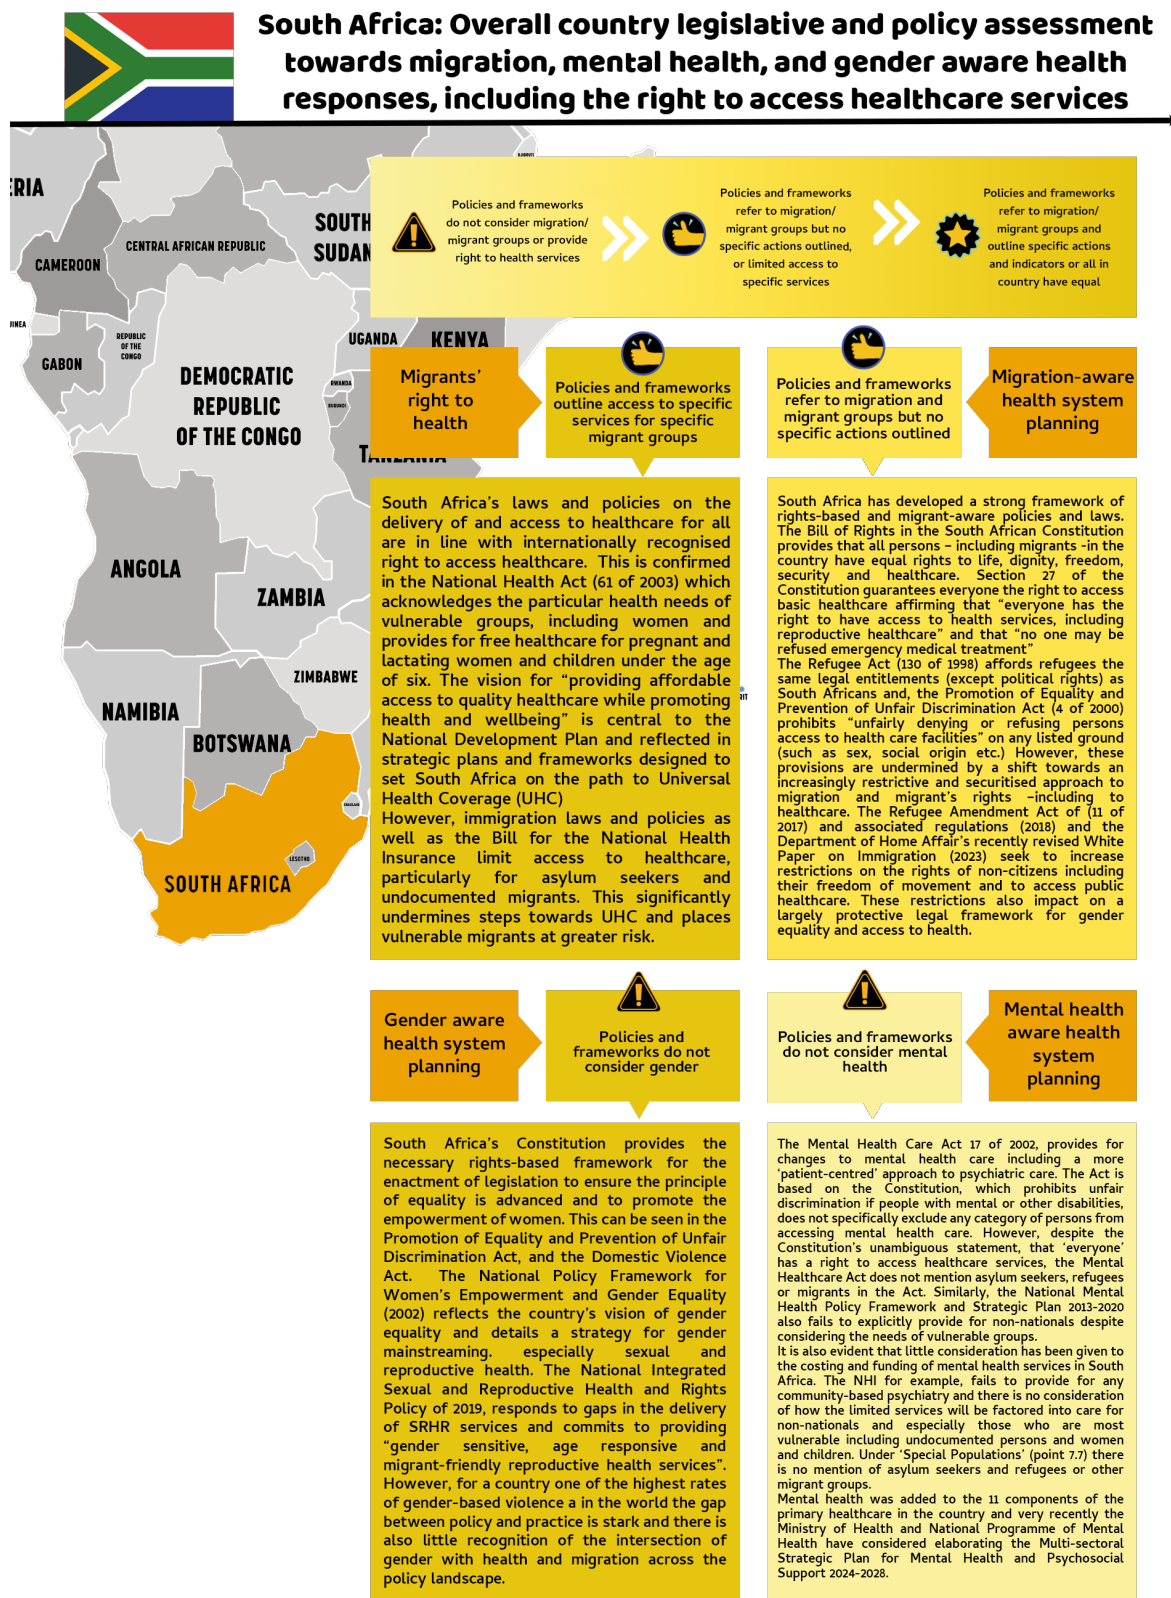 South Africa: Overall country legislative and policy assessment
towards migration, mental health, and gender aware health
responses, including the right to access healthcare services
ERIA
CAMEROON
CENTRAL AFRICAN REPUBLIC
SOUTH
SUDAN
DJIBOUTI
UINEA
GABON
REPUBLIC
OF THE
CONGO
DEMOCRATIC
REPUBLIC
OF THE CONGO
UGANDA
KENYA
RWANDA
BURUNDI
TANZANIA
ANGOLA
ZAMBIA
ZIMBABWE
NAMIBIA
BOTSWANA
LESOTHO
SOUTH AFRICA
RIT
Policies and frameworks
do not consider migration/
migrant groups or provide
right to health services
Policies and frameworks
refer to migration/
migrant groups but no
specific actions outlined,
or limited access to
specific services
Policies and frameworks
refer to migration/
migrant groups and
outline specific actions
and indicators or all in
country have equal
Migrants’
right to
health
Policies and frameworks
outline access to specific
services for specific
migrant groups
Policies and frameworks
refer to migration and
migrant groups but no
specific actions outlined
Migration-aware
health system
planning
South Africa’s laws and policies on the
delivery of and access to healthcare for all
are in line with internationally recognised
right to access healthcare. This is confirmed
in the National Health Act (61 of 2003) which
acknowledges the particular health needs of
vulnerable groups, including women and
provides for free healthcare for pregnant and
lactating women and children under the age
of six. The vision for “providing affordable
access to quality healthcare while promoting
health and wellbeing” is central to the
National Development Plan and reflected in
strategic plans and frameworks designed to
set South Africa on the path to Universal
Health Coverage (UHC)
However, immigration laws and policies as
well as the Bill for the National Health
Insurance limit access to healthcare,
particularly for asylum seekers and
undocumented migrants. This significantly
undermines steps towards UHC and places
vulnerable migrants at greater risk.
South Africa has developed a strong framework of
rights-based and migrant-aware policies and laws.
The Bill of Rights in the South African Constitution
provides that all persons – including migrants -in the
country have equal rights to life, dignity, freedom,
security and healthcare. Section 27 of the
Constitution guarantees everyone the right to access
basic healthcare affirming that “everyone has the
right to have access to health services, including
reproductive healthcare” and that “no one may be
refused emergency medical treatment”
The Refugee Act (130 of 1998) affords refugees the
same legal entitlements (except political rights) as
South Africans and, the Promotion of Equality and
Prevention of Unfair Discrimination Act (4 of 2000)
prohibits “unfairly denying or refusing persons
access to health care facilities” on any listed ground
(such as sex, social origin etc.) However, these
provisions are undermined by a shift towards an
increasingly restrictive and securitised approach to
migration and migrant’s rights –including to
healthcare. The Refugee Amendment Act of (11 of
2017) and associated regulations (2018) and the
Department of Home Affair’s recently revised White
Paper on Immigration (2023) seek to increase
restrictions on the rights of non-citizens including
their freedom of movement and to access public
healthcare. These restrictions also impact on a
largely protective legal framework for gender
equality and access to health.
Gender aware
health system
planning
Policies and
frameworks do not
consider gender
Policies and frameworks
do not consider mental
health
Mental health
aware health
system
planning
South Africa’s Constitution provides the
necessary rights-based framework for the
enactment of legislation to ensure the principle
of equality is advanced and to promote the
empowerment of women. This can be seen in the
Promotion of Equality and Prevention of Unfair
Discrimination Act, and the Domestic Violence
Act. The National Policy Framework for
Women’s Empowerment and Gender Equality
(2002) reflects the country’s vision of gender
equality and details a strategy for gender
mainstreaming. especially sexual and
reproductive health. The National Integrated
Sexual and Reproductive Health and Rights
Policy of 2019, responds to gaps in the delivery
of SRHR services and commits to providing
“gender sensitive, age responsive and
migrant-friendly reproductive health services”.
However, for a country one of the highest rates
of gender-based violence a in the world the gap
between policy and practice is stark and there is
also little recognition of the intersection of
gender with health and migration across the
policy landscape.
The Mental Health Care Act 17 of 2002, provides for
changes to mental health care including a more
‘patient-centred’ approach to psychiatric care. The Act is
based on the Constitution, which prohibits unfair
discrimination if people with mental or other disabilities,
does not specifically exclude any category of persons from
accessing mental health care. However, despite the
Constitution’s unambiguous statement, that ‘everyone’
has a right to access healthcare services, the Mental
Healthcare Act does not mention asylum seekers, refugees
or migrants in the Act. Similarly, the National Mental
Health Policy Framework and Strategic Plan 2013-2020
also fails to explicitly provide for non-nationals despite
considering the needs of vulnerable groups.
It is also evident that little consideration has been given to
the costing and funding of mental health services in South
Africa. The NHI for example, fails to provide for any
community-based psychiatry and there is no consideration
of how the limited services will be factored into care for
non-nationals and especially those who are most
vulnerable including undocumented persons and women
and children. Under ‘Special Populations’ (point 7.7) there
is no mention of asylum seekers and refugees or other
migrant groups.
Mental health was added to the 11 components of the
primary healthcare in the country and very recently the
Ministry of Health and National Programme of Mental
Health have considered elaborating the Multi-sectoral
Strategic Plan for Mental Health and Psychosocial
Support 2024-2028.